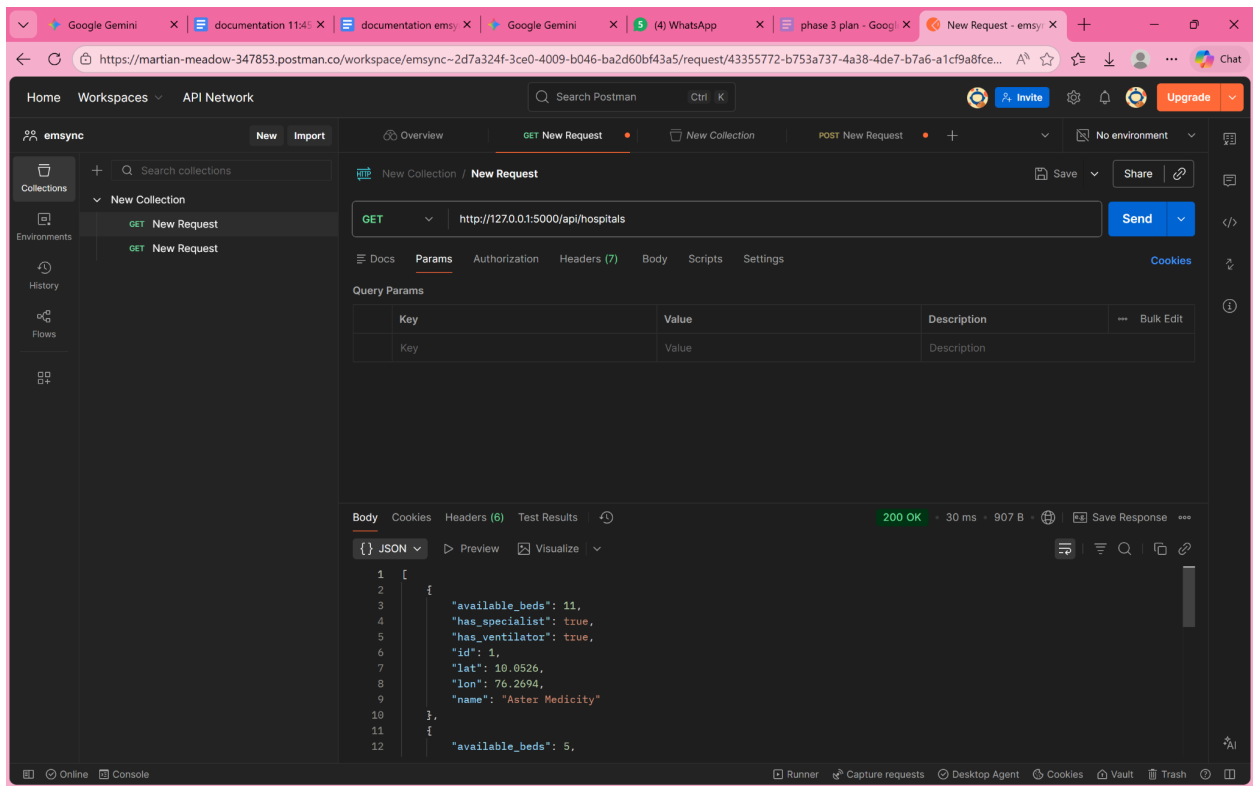 Google Gemini
documentation 11:45
documentation emsy
Google Gemini
(4) WhatsApp
phase 3 plan - Googl
New Request - emsyn
https://martian-meadow-347853.postman.co/workspace/emsync~2d7a324f-3ce0-4009-b046-ba2d60bf43a5/request/43355772-b753a737-4a38-4de7-b7a6-a1cf9a8fce...
Chat
Home Workspaces API Network
Search Postman Ctrl K
Invite
Upgrade
emsync New Import
Overview
GET New Request
New Collection
POST New Request
No environment
Collections
Search collections
New Collection
GET New Request
GET New Request
Environments
History
Flows
New Collection / New Request
Save Share
GET http://127.0.0.1:5000/api/hospitals Send
Docs Params Authorization Headers (7) Body Scripts Settings Cookies
Query Params
Key Value Description Bulk Edit
Key Value Description
Body Cookies Headers (6) Test Results 200 OK 30 ms 907 B e.g. Save Response
{} JSON Preview Visualize
1 [
2 {
3 "available_beds": 11,
4 "has_specialist": true,
5 "has_ventilator": true,
6 "id": 1,
7 "lat": 10.0526,
8 "lon": 76.2694,
9 "name": "Aster Medicity"
10 },
11 {
12 "available_beds": 5,
AI
Online Console Runner Capture requests Desktop Agent Cookies Vault Trash